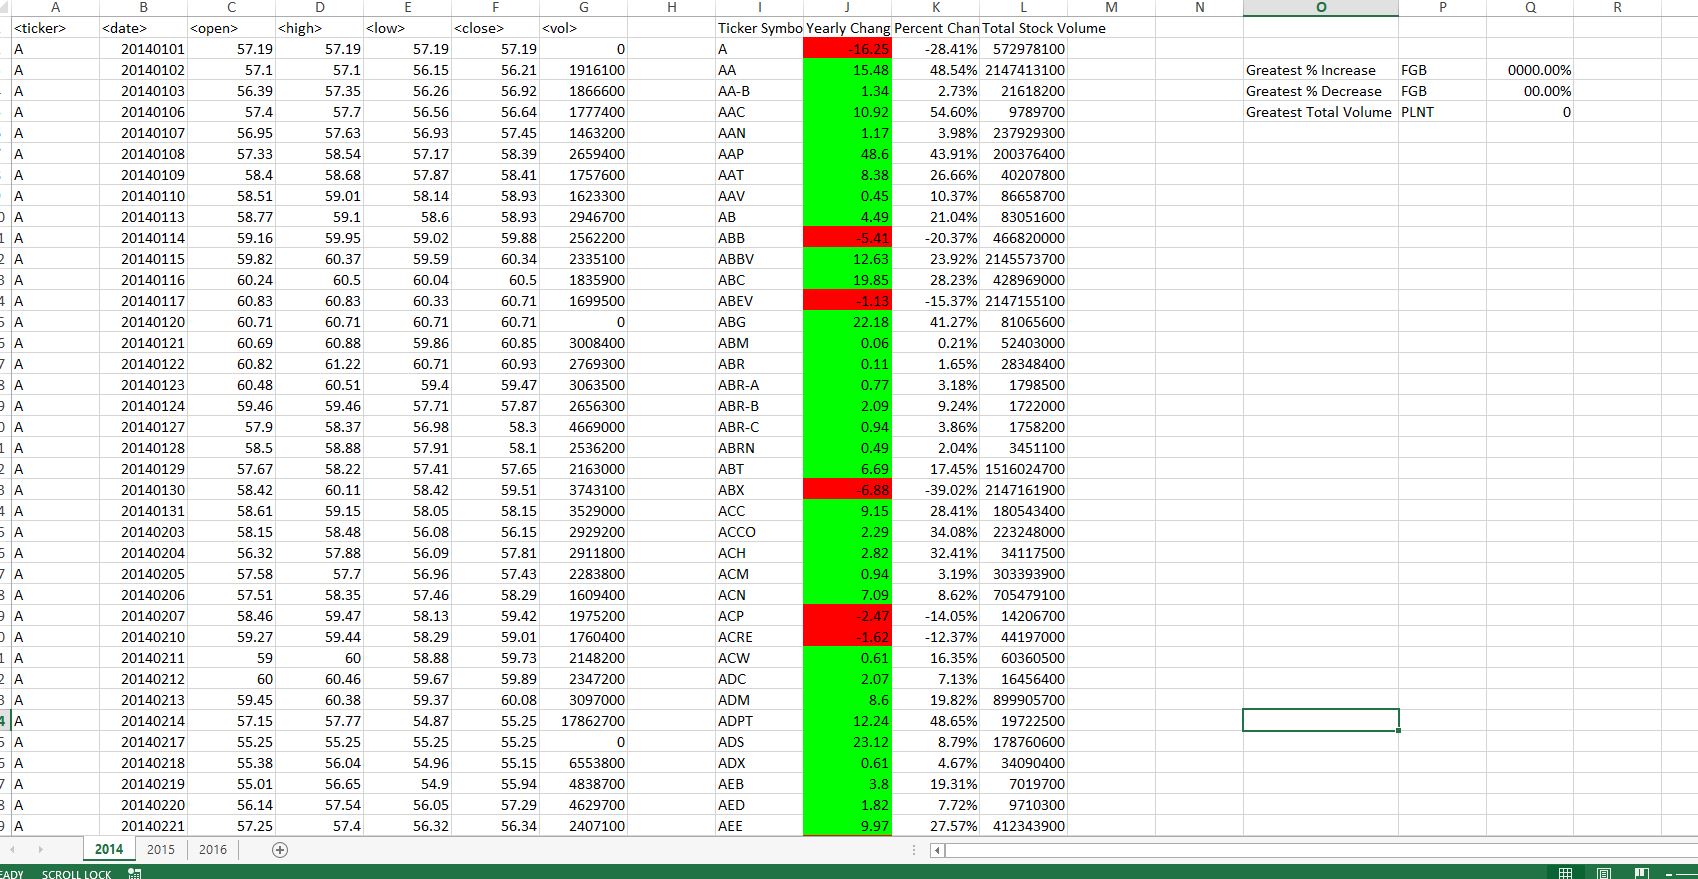 A B C D E F G H I J K L M N O P Q R
<ticker> <date> <open> <high> <low> <close> <vol> Ticker Symbo Yearly Chang Percent Chan Total Stock Volume
A 20140101 57.19 57.19 57.19 57.19 0 A -16.25 -28.41% 572978100
A 20140102 57.1 57.1 56.15 56.21 1916100 AA 15.48 48.54% 2147413100 Greatest % Increase FGB 0000.00%
A 20140103 56.39 57.35 56.26 56.92 1866600 AA-B 1.34 2.73% 21618200 Greatest % Decrease FGB 00.00%
A 20140106 57.4 57.7 56.56 56.64 1777400 AAC 10.92 54.60% 9789700 Greatest Total Volume PLNT 0
A 20140107 56.95 57.63 56.93 57.45 1463200 AAN 1.17 3.98% 237929300
A 20140108 57.33 58.54 57.17 58.39 2659400 AAP 48.6 43.91% 200376400
A 20140109 58.4 58.68 57.87 58.41 1757600 AAT 8.38 26.66% 40207800
A 20140110 58.51 59.01 58.14 58.93 1623300 AAV 0.45 10.37% 86658700
A 20140113 58.77 59.1 58.6 58.93 2946700 AB 4.49 21.04% 83051600
A 20140114 59.16 59.95 59.02 59.88 2562200 ABB -5.41 -20.37% 466820000
A 20140115 59.82 60.37 59.59 60.34 2335100 ABBV 12.63 23.92% 2145573700
A 20140116 60.24 60.5 60.04 60.5 1835900 ABC 19.85 28.23% 428969000
A 20140117 60.83 60.83 60.33 60.71 1699500 ABEV -1.13 -15.37% 2147155100
A 20140120 60.71 60.71 60.71 60.71 0 ABG 22.18 41.27% 81065600
A 20140121 60.69 60.88 59.86 60.85 3008400 ABM 0.06 0.21% 52403000
A 20140122 60.82 61.22 60.71 60.93 2769300 ABR 0.11 1.65% 28348400
A 20140123 60.48 60.51 59.4 59.47 3063500 ABR-A 0.77 3.18% 1798500
A 20140124 59.46 59.46 57.71 57.87 2656300 ABR-B 2.09 9.24% 1722000
A 20140127 57.9 58.37 56.98 58.3 4669000 ABR-C 0.94 3.86% 1758200
A 20140128 58.5 58.88 57.91 58.1 2536200 ABRN 0.49 2.04% 3451100
A 20140129 57.67 58.22 57.41 57.65 2163000 ABT 6.69 17.45% 1516024700
A 20140130 58.42 60.11 58.42 59.51 3743100 ABX -6.88 -39.02% 2147161900
A 20140131 58.61 59.15 58.05 58.15 3529000 ACC 9.15 28.41% 180543400
A 20140203 58.15 58.48 56.08 56.15 2929200 ACCO 2.29 34.08% 223248000
A 20140204 56.32 57.88 56.09 57.81 2911800 ACH 2.82 32.41% 34117500
A 20140205 57.58 57.7 56.96 57.43 2283800 ACM 0.94 3.19% 303393900
A 20140206 57.51 58.35 57.46 58.29 1609400 ACN 7.09 8.62% 705479100
A 20140207 58.46 59.47 58.13 59.42 1975200 ACP -2.47 -14.05% 14206700
A 20140210 59.27 59.44 58.29 59.01 1760400 ACRE -1.62 -12.37% 44197000
A 20140211 59 60 58.88 59.73 2148200 ACW 0.61 16.35% 60360500
A 20140212 60 60.46 59.67 59.89 2347200 ADC 2.07 7.13% 16456400
A 20140213 59.45 60.38 59.37 60.08 3097000 ADM 8.6 19.82% 899905700
A 20140214 57.15 57.77 54.87 55.25 17862700 ADPT 12.24 48.65% 19722500
A 20140217 55.25 55.25 55.25 55.25 0 ADS 23.12 8.79% 178760600
A 20140218 55.38 56.04 54.96 55.15 6553800 ADX 0.61 4.67% 34090400
A 20140219 55.01 56.65 54.9 55.94 4838700 AEB 3.8 19.31% 7019700
A 20140220 56.14 57.54 56.05 57.29 4629700 AED 1.82 7.72% 9710300
A 20140221 57.25 57.4 56.32 56.34 2407100 AEE 9.97 27.57% 412343900
2014 2015 2016
EADY SCROLL LOCK